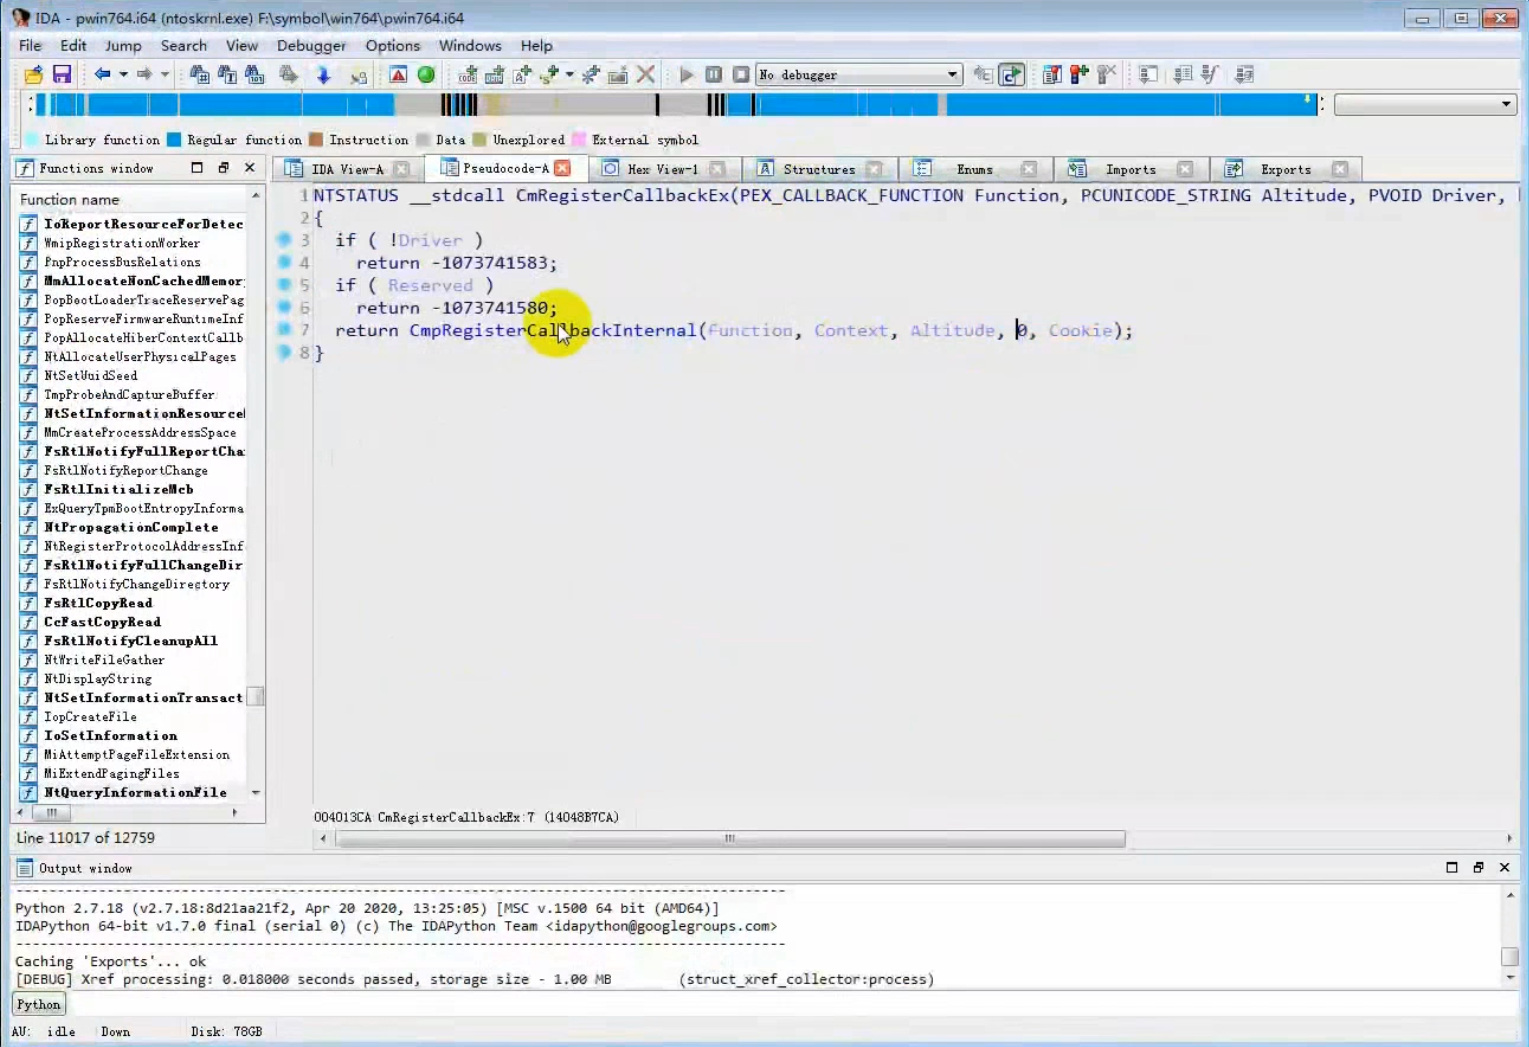 IDA - pwin764.i64 (ntoskrnl.exe) F:\symbol\win764\pwin764.i64
File Edit Jump Search View Debugger Options Windows Help
No debugger
Library function Regular function Instruction Data Unexplored External symbol
Functions window
IDA View-A Pseudocode-A Hex View-1 Structures Enums Imports Exports
Function name
IoReportResourceForDetec
WmipRegistrationWorker
PnpProcessBusRelations
MmAllocateNonCachedMemor
PopBootLoaderTraceReservePag
PopReserveFirmwareRuntimeInf
PopAllocateHiberContextCallb
NtAllocateUserPhysicalPages
NtSetUuidSeed
TmpProbeAndCaptureBuffer
NtSetInformationResource
MmCreateProcessAddressSpace
FsRtlNotifyFullReportCha
FsRtlNotifyReportChange
FsRtlInitializeMcb
ExQueryTpmBootEntropyInforma
NtPropagationComplete
NtRegisterProtocolAddressInf
FsRtlNotifyFullChangeDir
FsRtlNotifyChangeDirectory
FsRtlCopyRead
CcFastCopyRead
FsRtlNotifyCleanupAll
NtWriteFileGather
NtDisplayString
NtSetInformationTransact
IopCreateFile
IoSetInformation
MiAttemptPageFileExtension
MiExtendPagingFiles
NtQueryInformationFile
Line 11017 of 12759
1 NTSTATUS __stdcall CmRegisterCallbackEx(PEX_CALLBACK_FUNCTION Function, PCUNICODE_STRING Altitude, PVOID Driver,
2 {
3 if ( !Driver )
4 return -1073741583;
5 if ( Reserved )
6 return -1073741580;
7 return CmpRegisterCallbackInternal(Function, Context, Altitude, 0, Cookie);
8 }
004013CA CmRegisterCallbackEx:7 (14048B7CA)
Output window
---------------------------------------------------------------------------------------------
Python 2.7.18 (v2.7.18:8d21aa21f2, Apr 20 2020, 13:25:05) [MSC v.1500 64 bit (AMD64)]
IDAPython 64-bit v1.7.0 final (serial 0) (c) The IDAPython Team <idapython@googlegroups.com>
---------------------------------------------------------------------------------------------
Caching 'Exports'... ok
[DEBUG] Xref processing: 0.018000 seconds passed, storage size - 1.00 MB (struct_xref_collector:process)
Python
AU: idle Down Disk: 78GB